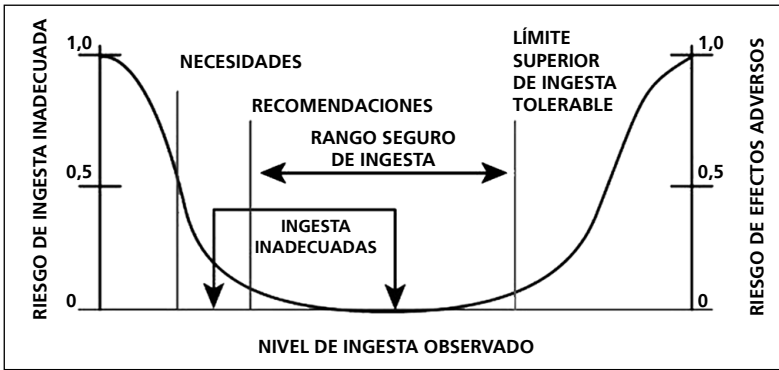 1,0
NECESIDADES
RECOMENDACIONES
RANGO SEGURO
DE INGESTA
LÍMITE
SUPERIOR
DE INGESTA
TOLERABLE
1,0
0,5
0,5
INGESTA
INADECUADAS
0
0
RIESGO DE INGESTA INADECUADA
RIESGO DE EFECTOS ADVERSOS
NIVEL DE INGESTA OBSERVADO